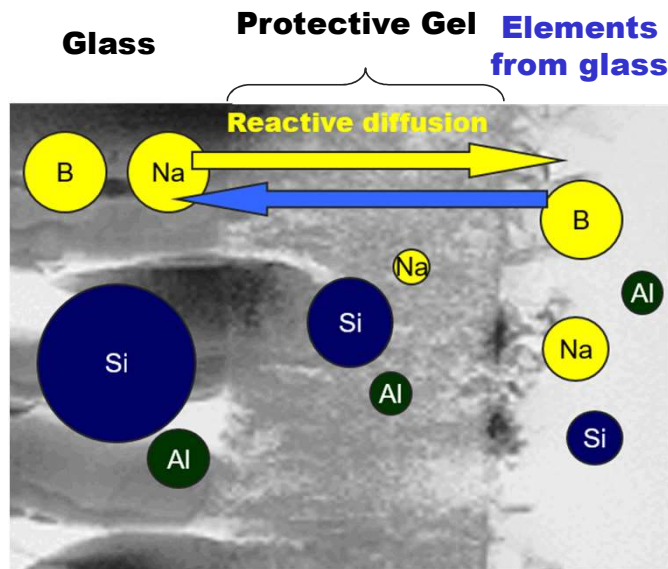 Glass
Protective Gel
Elements
from glass
Reactive diffusion
B
Na
B
Na
Al
Si
Si
Na
Al
Si
Al